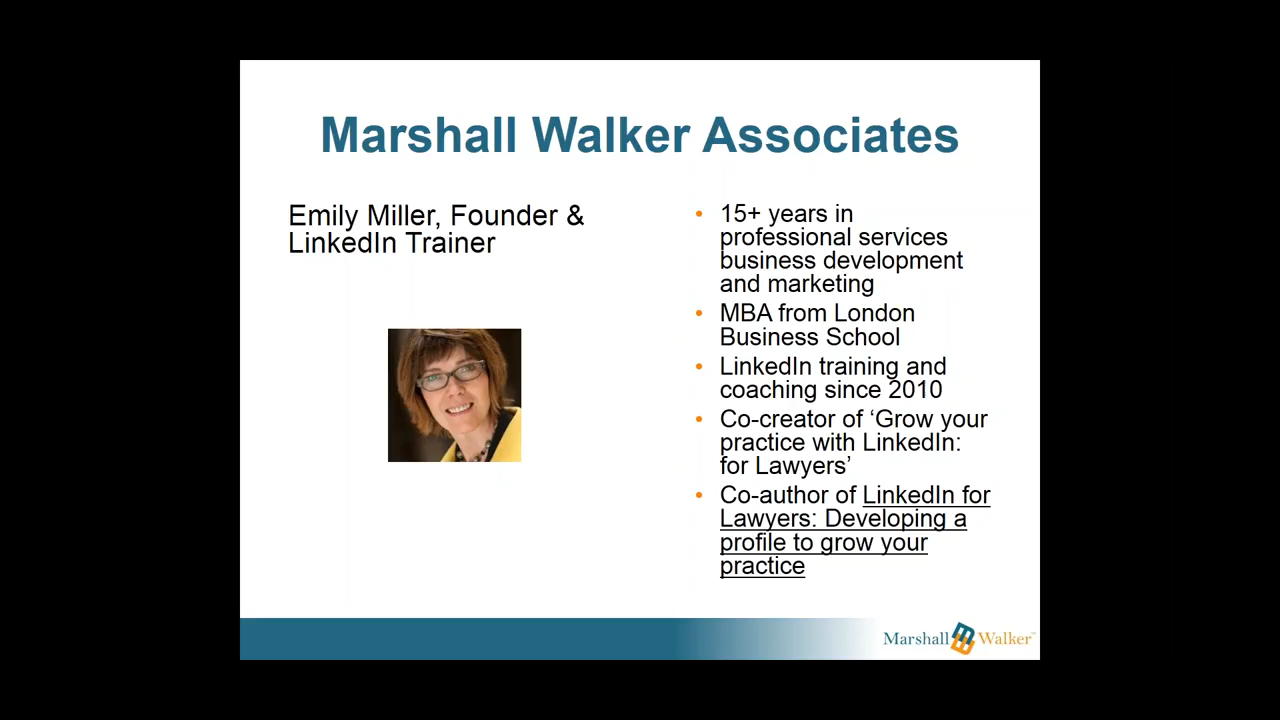 Marshall Walker Associates
Emily Miller, Founder &
LinkedIn Trainer
• 15+ years in
professional services
business development
and marketing
• MBA from London
Business School
• LinkedIn training and
coaching since 2010
• Co-creator of ‘Grow your
practice with LinkedIn:
for Lawyers’
• Co-author of LinkedIn for
Lawyers: Developing a
profile to grow your
practice
Marshall Walker™